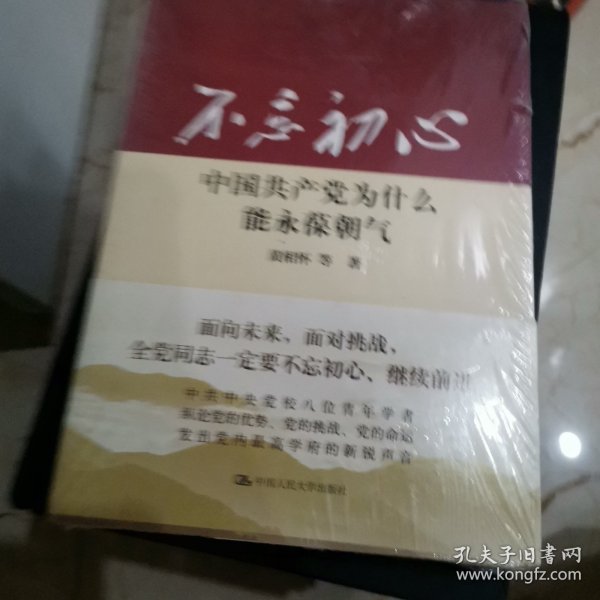 不忘初心
中国共产党为什么
能永葆朝气
黄相怀 等 著
面向未来，面对挑战，
全党同志一定要不忘初心、继续前进
中共中央党校八位青年学者
纵论党的优势、党的挑战、党的命运
发出党内最高学府的新锐声音
中国人民大学出版社
孔夫子旧书网
www.kongfz.com